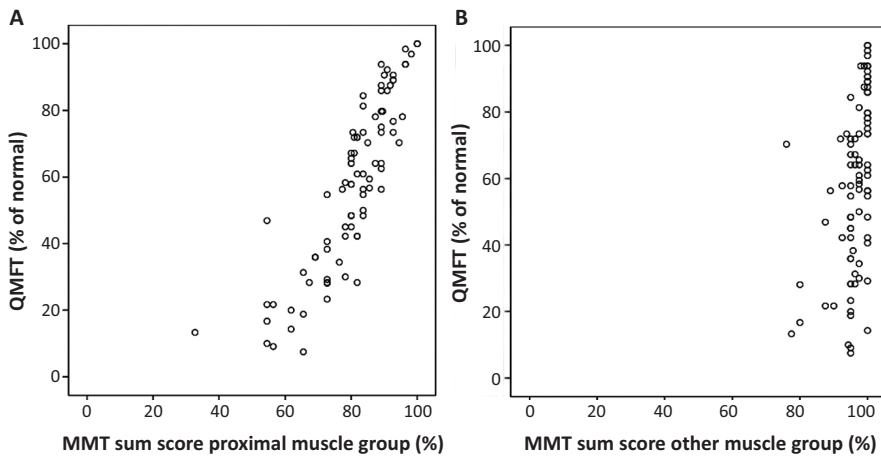 A
QMFT (% of normal)
100
80
60
40
20
0
0 20 40 60 80 100
MMT sum score proximal muscle group (%)
B
QMFT (% of normal)
100
80
60
40
20
0
0 20 40 60 80 100
MMT sum score other muscle group (%)